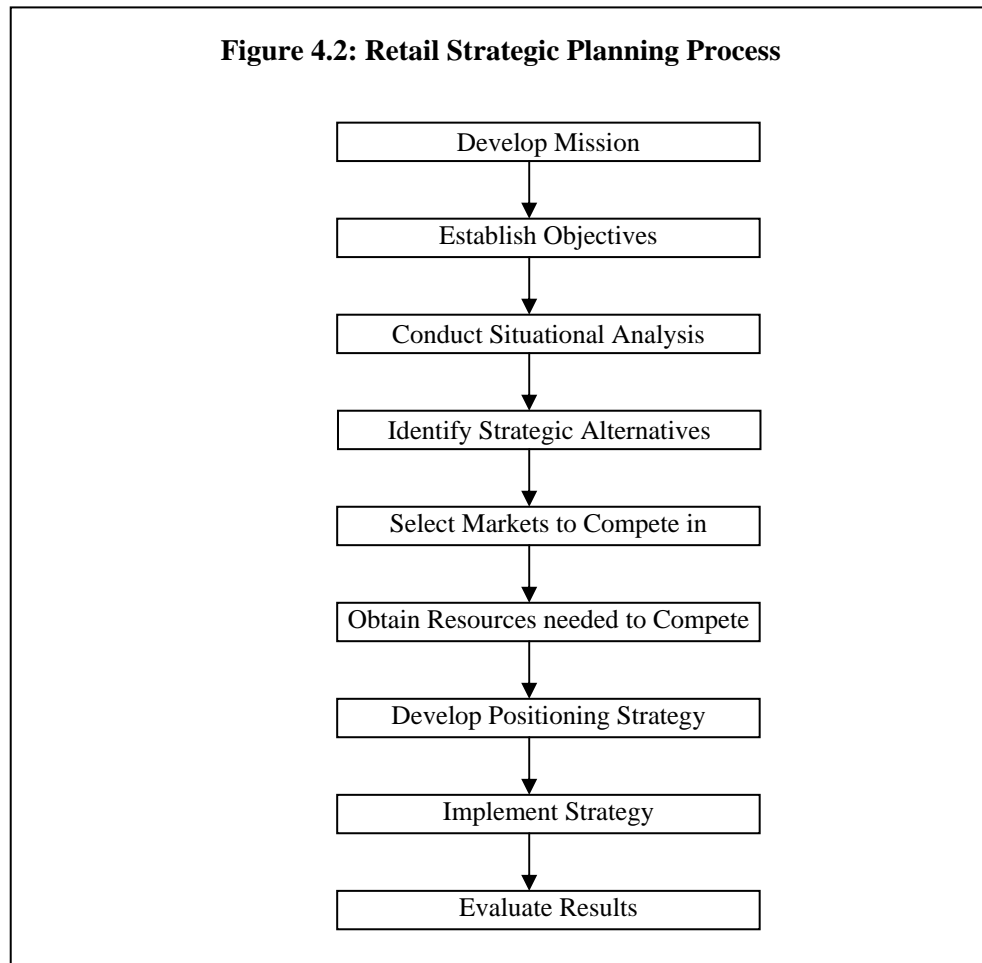 Figure 4.2: Retail Strategic Planning Process
Develop Mission
Establish Objectives
Conduct Situational Analysis
Identify Strategic Alternatives
Select Markets to Compete in
Obtain Resources needed to Compete
Develop Positioning Strategy
Implement Strategy
Evaluate Results